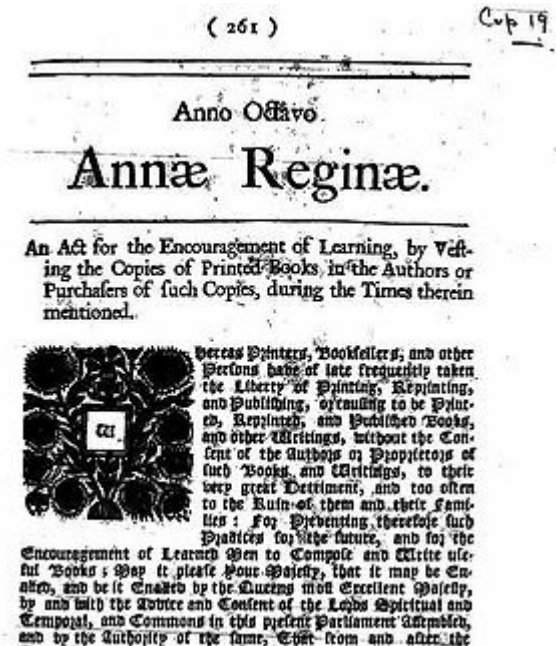 ( 261 )
Cap 19
Anno Octavo
Annæ Reginæ.
An Act for the Encouragement of Learning, by Veſt-
ing the Copies of Printed Books in the Authors or
Purchaſers of ſuch Copies, during the Times therein
mentioned.
Whereas Printers, Bookſellers, and other
Perſons have of late frequently taken
the Liberty of Printing, Reprinting,
and Publiſhing, or cauſing to be Print-
ed, Reprinted, and Publiſhed Books,
and other Writings, without the Con-
ſent of the Authors or Proprietors of
ſuch Books and Writings, to their
very great Detriment, and too often
to the Ruin of them and their Fami-
lies : For Preventing therefore ſuch
Practices for the future, and for the
Encouragement of Learned Men to Compoſe and Write uſe-
ful Books ; May it pleaſe Your Majeſty, that it may be En-
acted, and be it Enacted by the Queens moſt Excellent Majeſty,
by and with the Advice and Conſent of the Lords Spiritual and
Temporal, and Commons in this preſent Parliament Aſſembled,
and by the Authority of the ſame, That from and after the